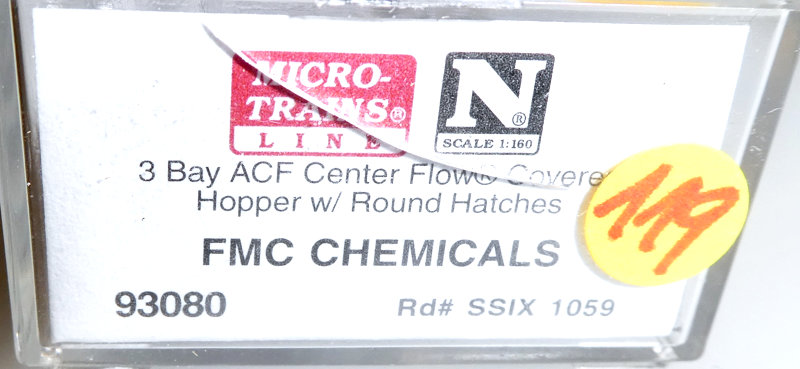 MICRO-
TRAINS®
LINE
N®
SCALE 1:160
3 Bay ACF Center Flow® Covere
Hopper w/ Round Hatches
FMC CHEMICALS
93080
Rd# SSIX 1059
119